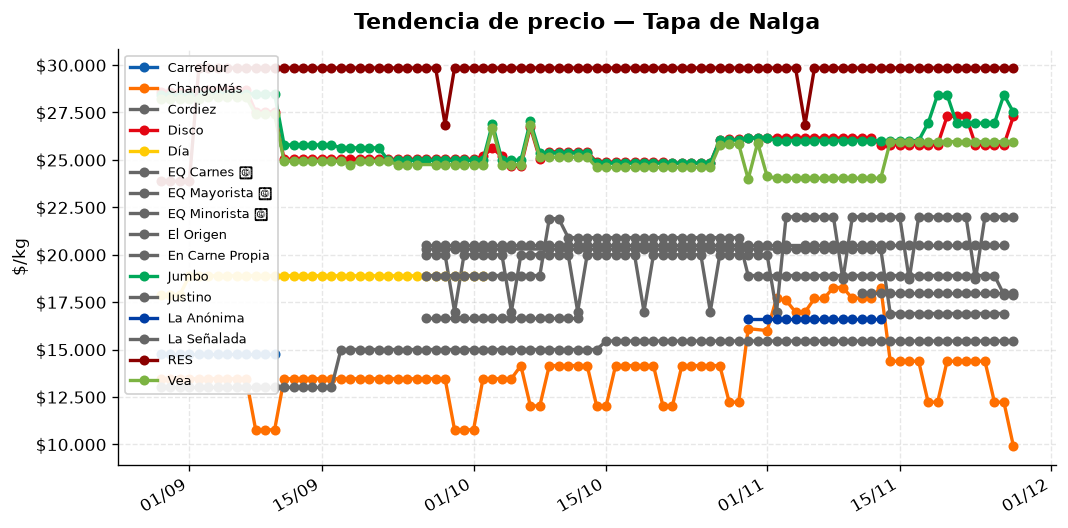 Tendencia de precio — Tapa de Nalga
$/kg
$30.000
$27.500
$25.000
$22.500
$20.000
$17.500
$15.000
$12.500
$10.000
Carrefour
ChangoMás
Cordiez
Disco
Día
EQ Carnes
EQ Mayorista
EQ Minorista
El Origen
En Carne Propia
Jumbo
Justino
La Anónima
La Señalada
RES
Vea
01/09
15/09
01/10
15/10
01/11
15/11
01/12